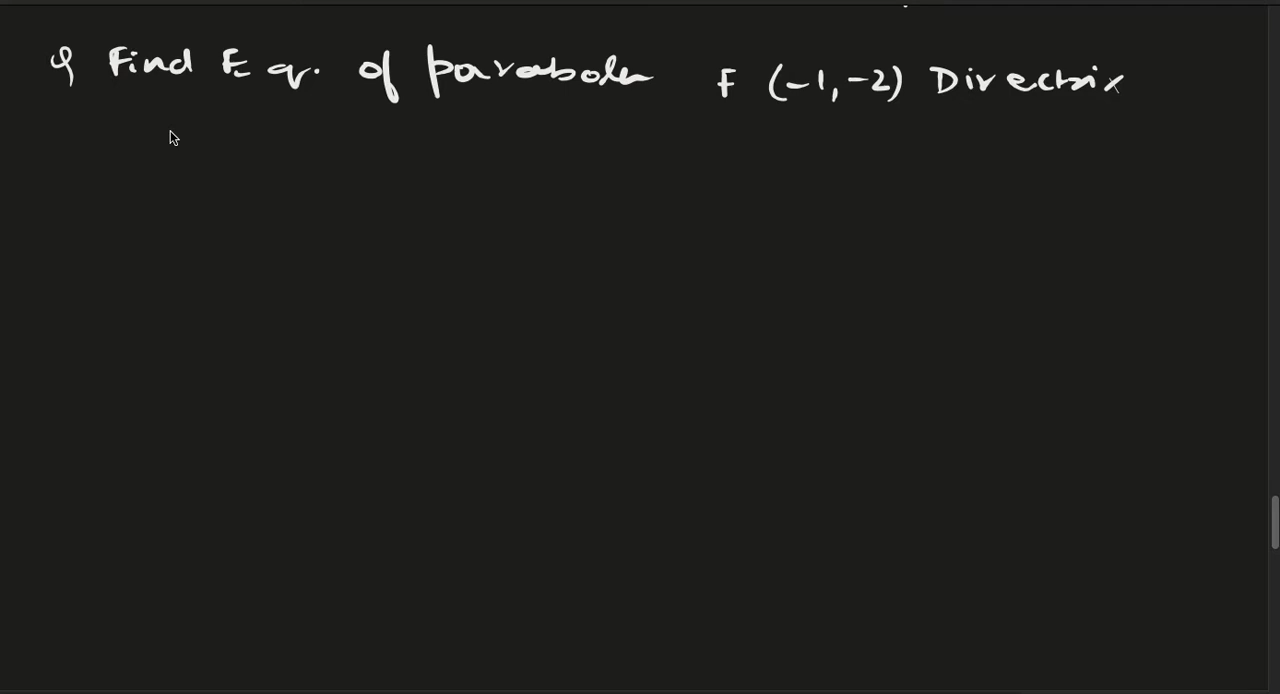 Q Find Eq. of parabola F (-1,-2) Directrix